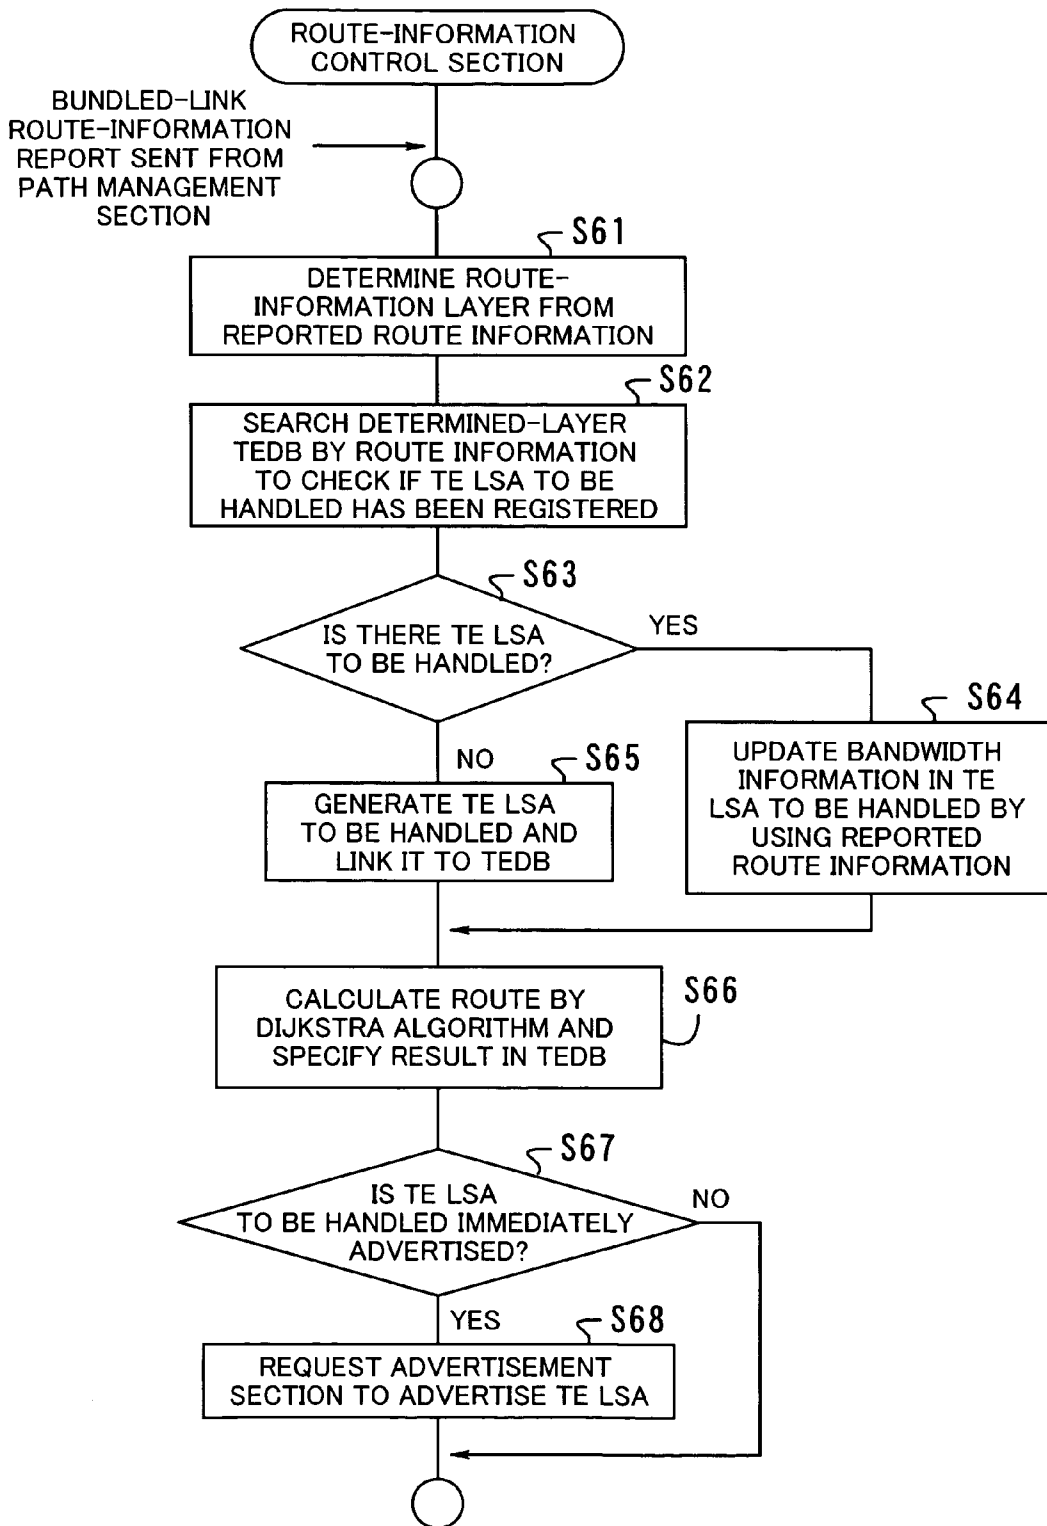 ROUTE-INFORMATION
CONTROL SECTION
BUNDLED-LINK
ROUTE-INFORMATION
REPORT SENT FROM
PATH MANAGEMENT
SECTION
S61
DETERMINE ROUTE-
INFORMATION LAYER FROM
REPORTED ROUTE INFORMATION
S62
SEARCH DETERMINED-LAYER
TEDB BY ROUTE INFORMATION
TO CHECK IF TE LSA TO BE
HANDLED HAS BEEN REGISTERED
S63
IS THERE TE LSA
TO BE HANDLED?
YES
S64
UPDATE BANDWIDTH
INFORMATION IN TE
LSA TO BE HANDLED BY
USING REPORTED
ROUTE INFORMATION
NO
S65
GENERATE TE LSA
TO BE HANDLED AND
LINK IT TO TEDB
S66
CALCULATE ROUTE BY
DIJKSTRA ALGORITHM AND
SPECIFY RESULT IN TEDB
S67
IS TE LSA
TO BE HANDLED IMMEDIATELY
ADVERTISED?
NO
YES
S68
REQUEST ADVERTISEMENT
SECTION TO ADVERTISE TE LSA